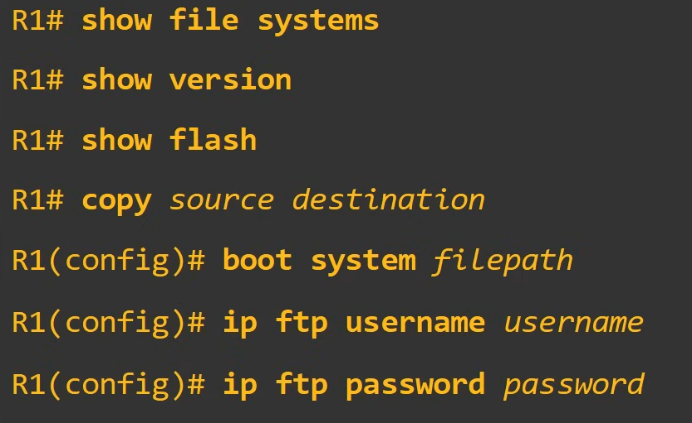 R1# show file systems
R1# show version
R1# show flash
R1# copy source destination
R1(config)# boot system filepath
R1(config)# ip ftp username username
R1(config)# ip ftp password password